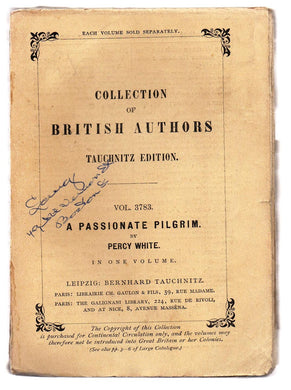 EACH VOLUME SOLD SEPARATELY.
COLLECTION
OF
BRITISH AUTHORS
TAUCHNITZ EDITION.
VOL. 3783.
A PASSIONATE PILGRIM.
BY
PERCY WHITE.
IN ONE VOLUME.
LEIPZIG: BERNHARD TAUCHNITZ.
PARIS: LIBRAIRIE CH. GAULON & FILS, 39, RUE MADAME.
PARIS: THE GALIGNANI LIBRARY, 224, RUE DE RIVOLI,
AND AT NICE, 8, AVENUE MASSÉNA.
The Copyright of this Collection
is purchased for Continental Circulation only, and the volumes may
therefore not be introduced into Great Britain or her Colonies.
(See also pp. 3–6 of Large Catalogue.)